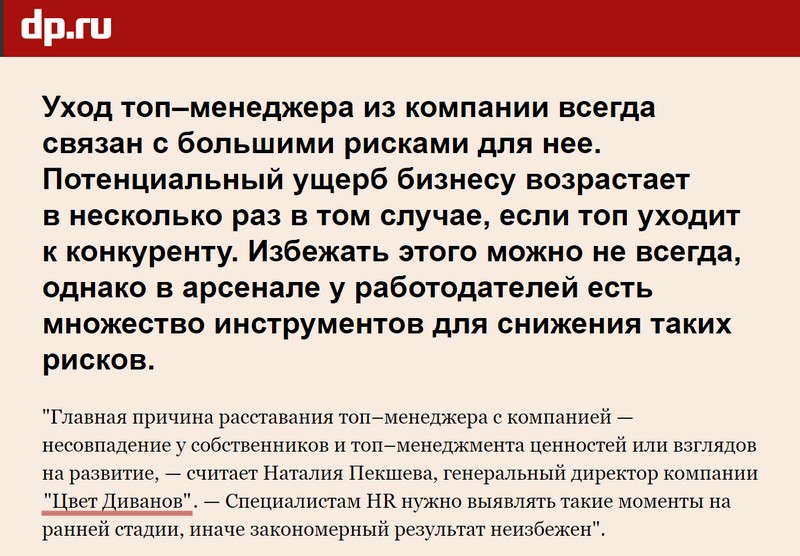 dp.ru
Уход топ–менеджера из компании всегда
связан с большими рисками для нее.
Потенциальный ущерб бизнесу возрастает
в несколько раз в том случае, если топ уходит
к конкуренту. Избежать этого можно не всегда,
однако в арсенале у работодателей есть
множество инструментов для снижения таких
рисков.
"Главная причина расставания топ–менеджера с компанией —
несовпадение у собственников и топ–менеджмента ценностей или взглядов
на развитие, — считает Наталия Пекшева, генеральный директор компании
"Цвет Диванов". — Специалистам HR нужно выявлять такие моменты на
ранней стадии, иначе закономерный результат неизбежен".